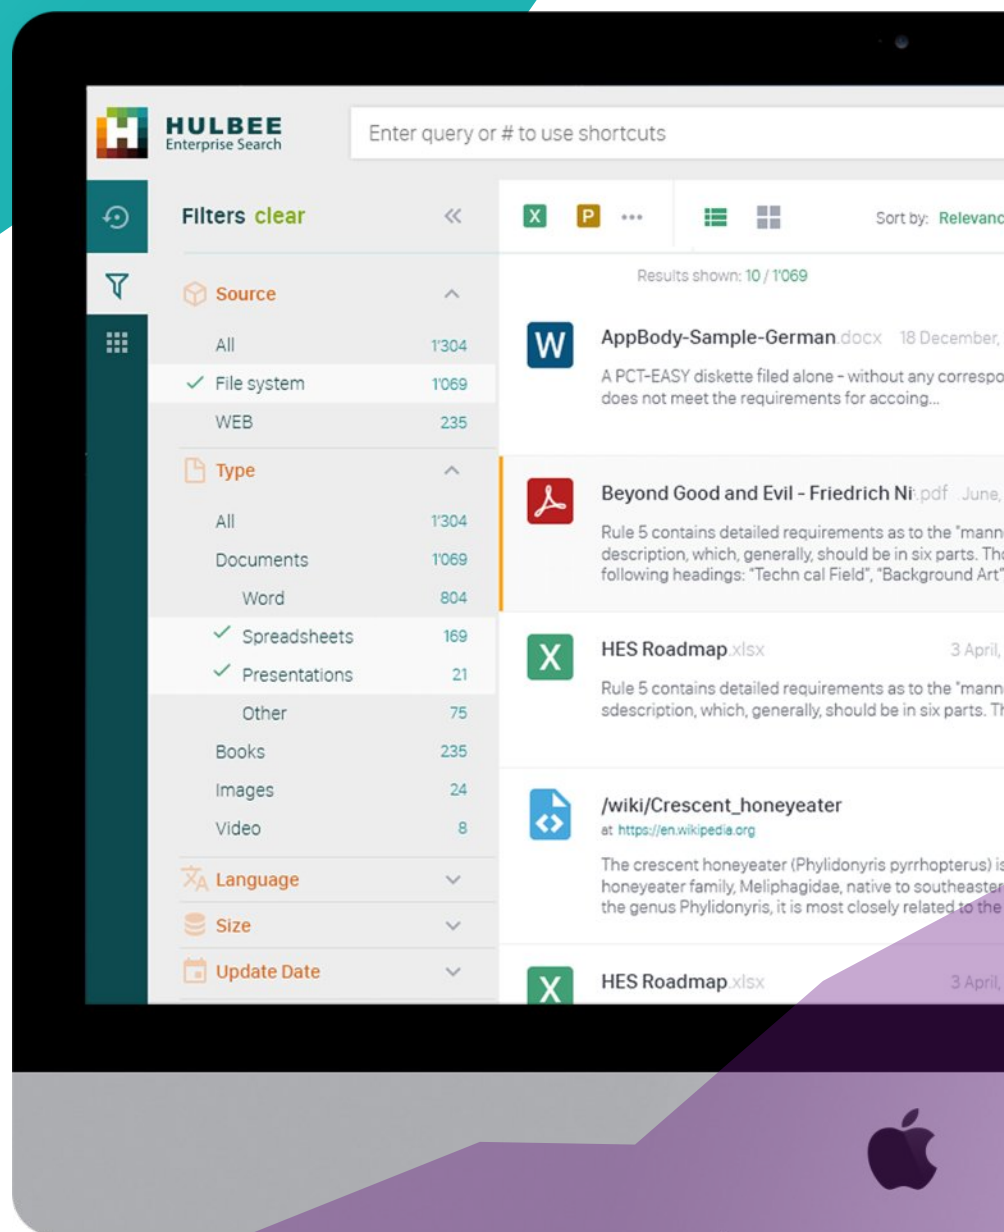 HULBEE
Enterprise Search
Enter query or # to use shortcuts
Filters clear
Source
All 1'304
File system 1'069
WEB 235
Type
All 1'304
Documents 1'069
Word 804
Spreadsheets 169
Presentations 21
Other 75
Books 235
Images 24
Video 8
Language
Size
Update Date
X P ••• Sort by: Relevanc
Results shown: 10 / 1'069
W
AppBody-Sample-German.docx 18 December,
A PCT-EASY diskette filed alone - without any correspo
does not meet the requirements for accoing...
Beyond Good and Evil - Friedrich Ni .pdf June,
Rule 5 contains detailed requirements as to the "mann
description, which, generally, should be in six parts. Tho
following headings: "Techn cal Field", "Background Art"
X
HES Roadmap.xlsx 3 April,
Rule 5 contains detailed requirements as to the "mann
sdescription, which, generally, should be in six parts. Th
/wiki/Crescent_honeyeater
at https://en.wikipedia.org
The crescent honeyeater (Phylidonyris pyrrhopterus) is
honeyeater family, Meliphagidae, native to southeaster
the genus Phylidonyris, it is most closely related to the
X
HES Roadmap.xlsx 3 April,